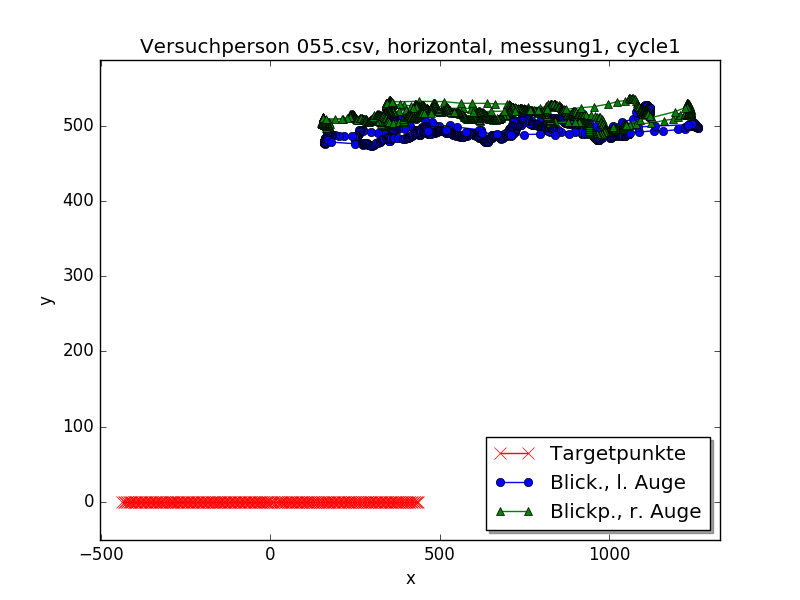 Versuchperson 055.csv, horizontal, messung1, cycle1
500
400
300
200
100
0
y
−500
0
500
1000
x
Targetpunkte
Blick., l. Auge
Blickp., r. Auge